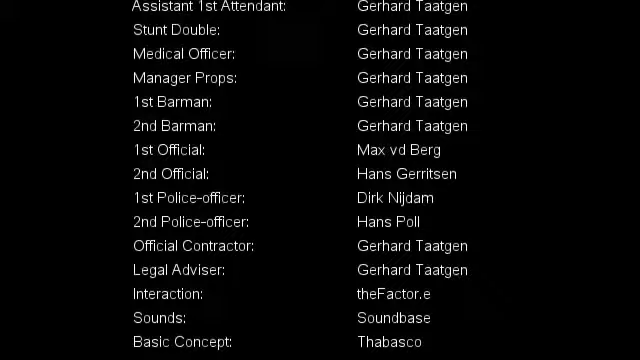 Assistant 1st Attendant: Gerhard Taatgen
Stunt Double: Gerhard Taatgen
Medical Officer: Gerhard Taatgen
Manager Props: Gerhard Taatgen
1st Barman: Gerhard Taatgen
2nd Barman: Gerhard Taatgen
1st Official: Max vd Berg
2nd Official: Hans Gerritsen
1st Police-officer: Dirk Nijdam
2nd Police-officer: Hans Poll
Official Contractor: Gerhard Taatgen
Legal Adviser: Gerhard Taatgen
Interaction: theFactor.e
Sounds: Soundbase
Basic Concept: Thabasco